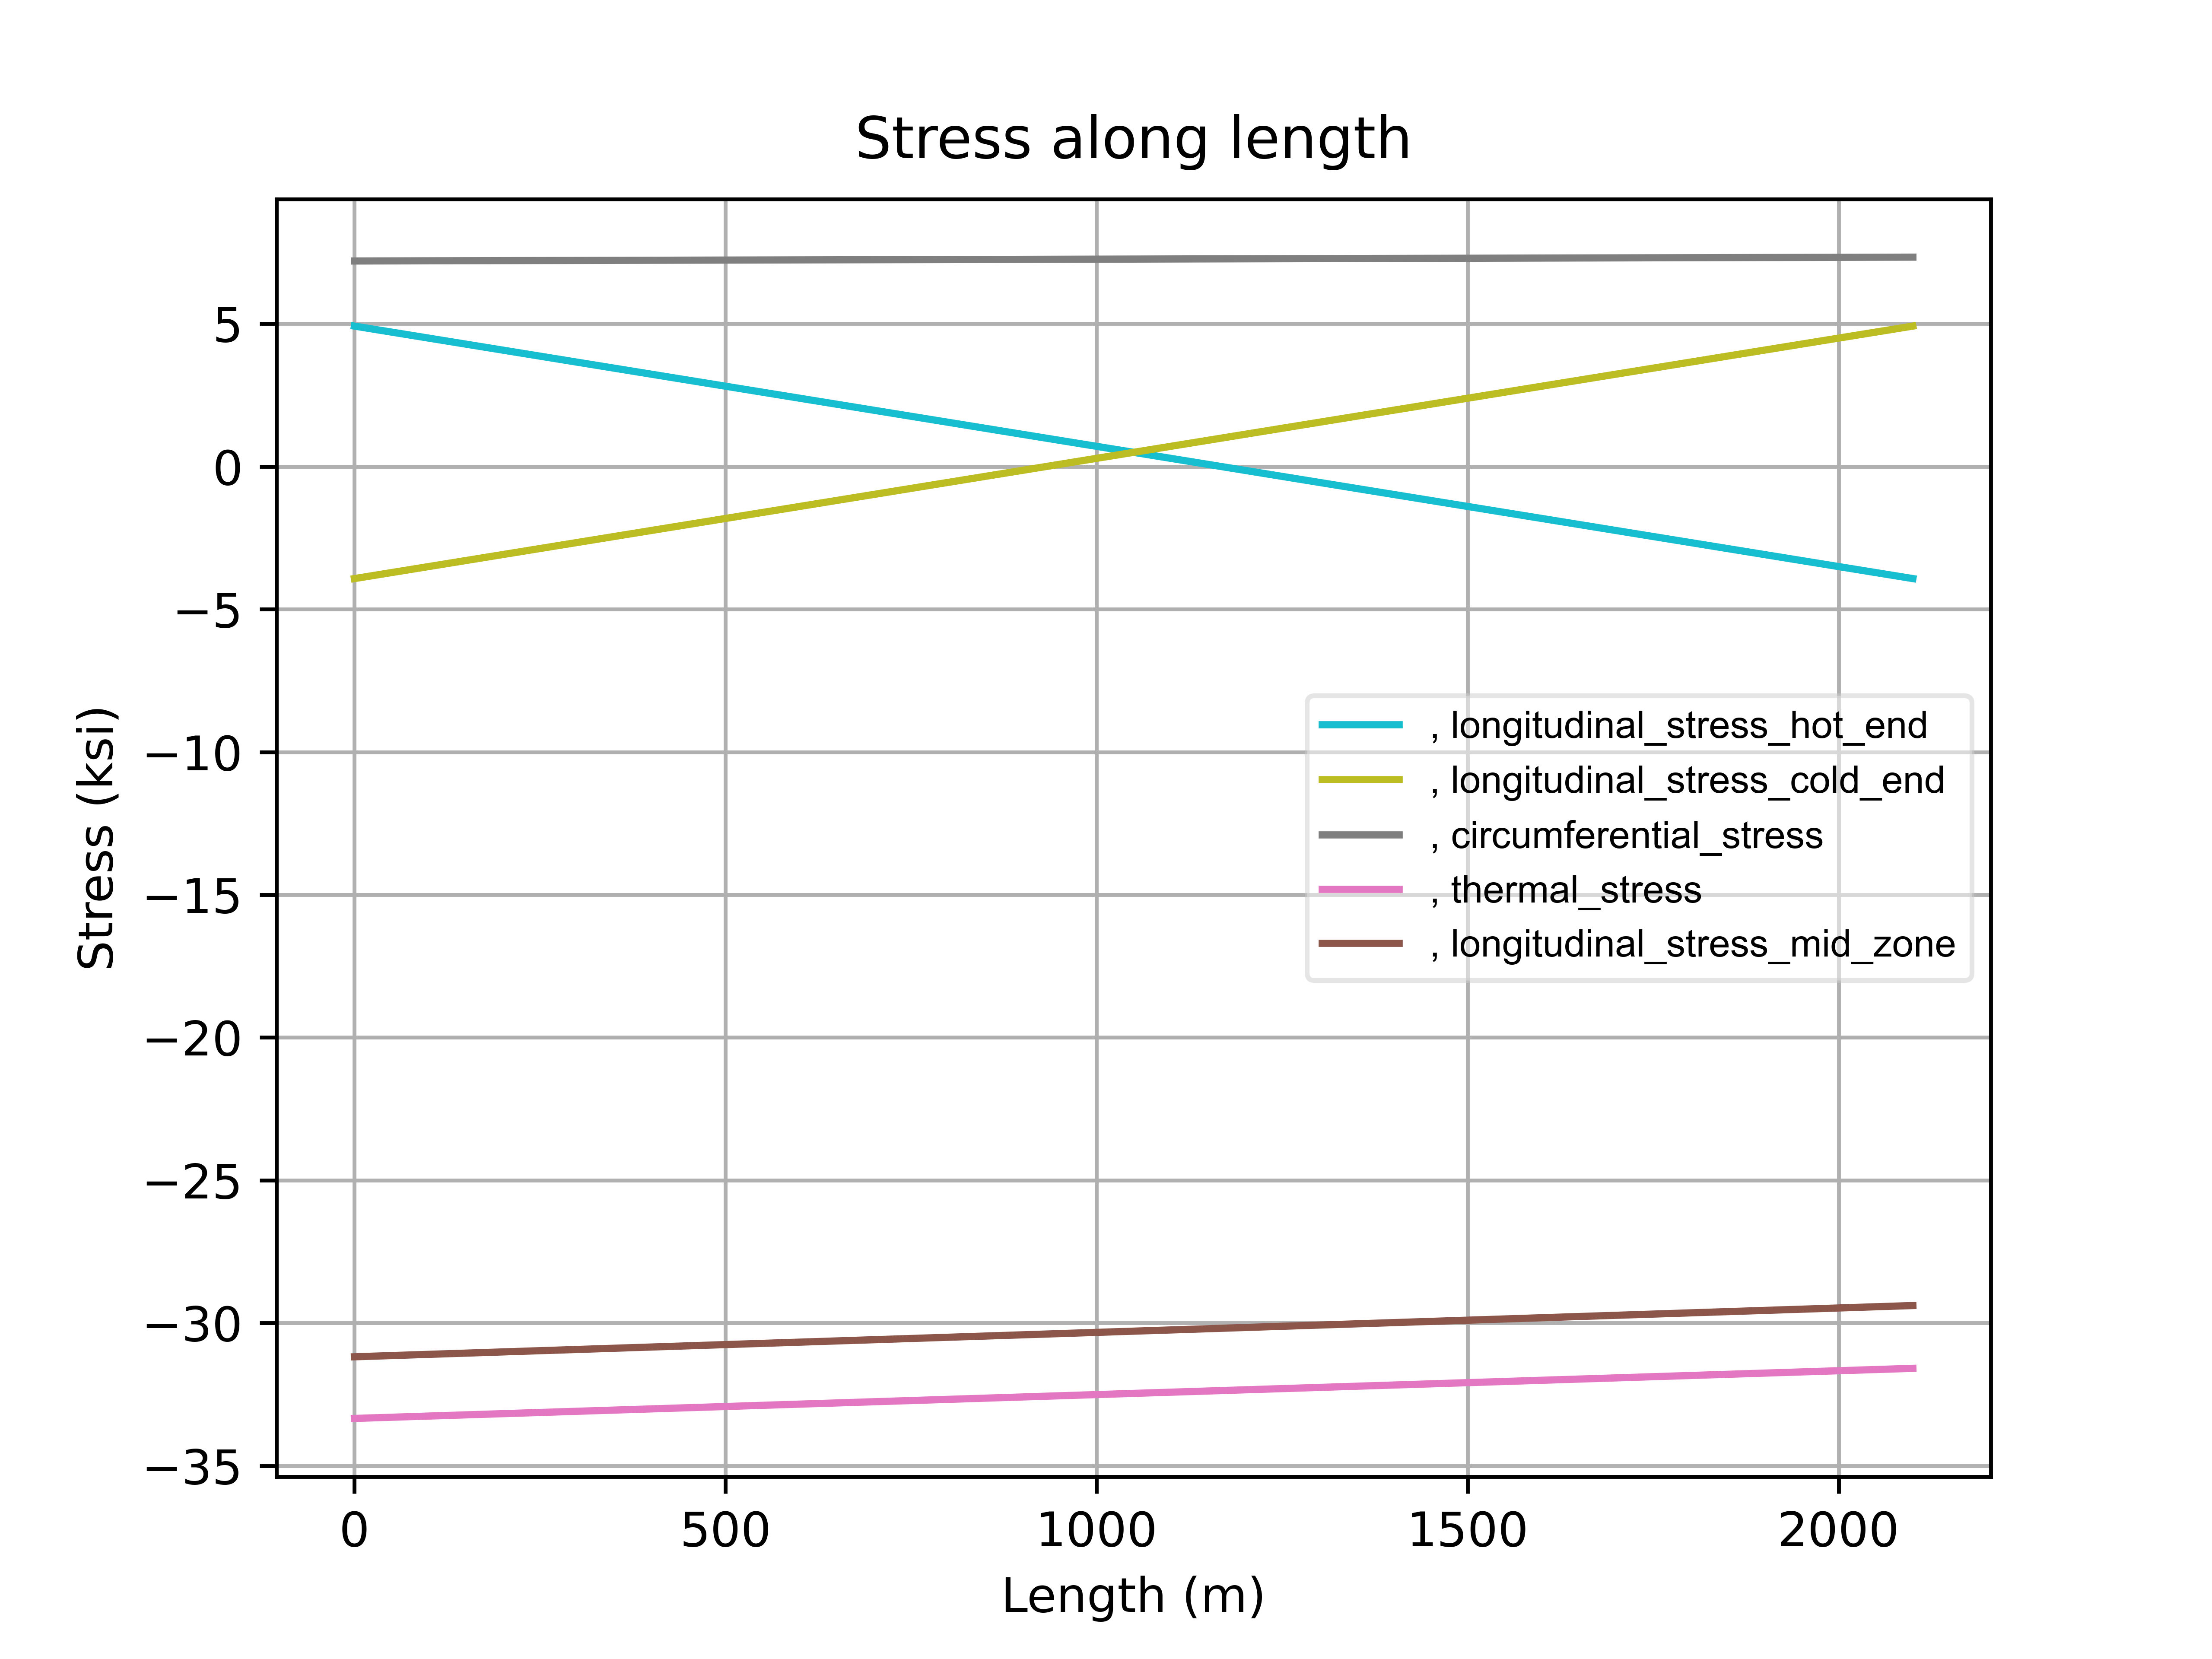 Stress along length
Stress (ksi)
5
0
−5
−10
−15
−20
−25
−30
−35
, longitudinal_stress_hot_end
, longitudinal_stress_cold_end
, circumferential_stress
, thermal_stress
, longitudinal_stress_mid_zone
0 500 1000 1500 2000
Length (m)